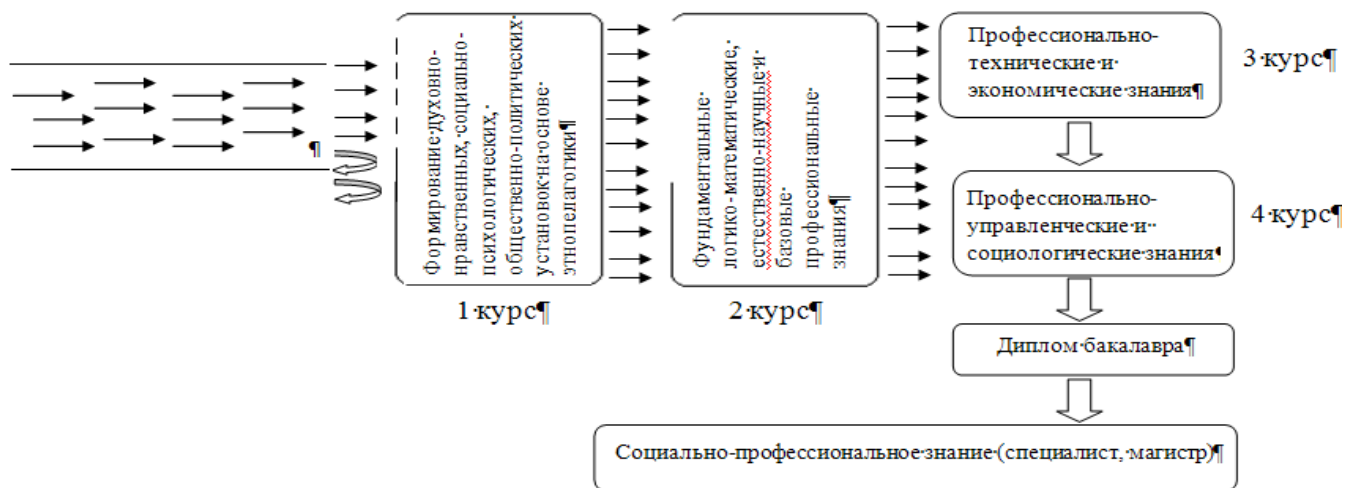 Формирование духовно-
нравственных, социально-
психологических,
общественно-политических
установок на основе
этнопелагогики¶
1·курс¶
Фундаментальные
логико-математические,
естественно-научные и
базовые
профессиональные
знания¶
2·курс¶
Профессионально-
технические·и·
экономические·знания¶
3·курс¶
Профессионально-
управленческие·и··
социологические·знания¶
4·курс¶
Диплом·бакалавра¶
Социально-профессиональное·знание·(специалист,·магистр)¶